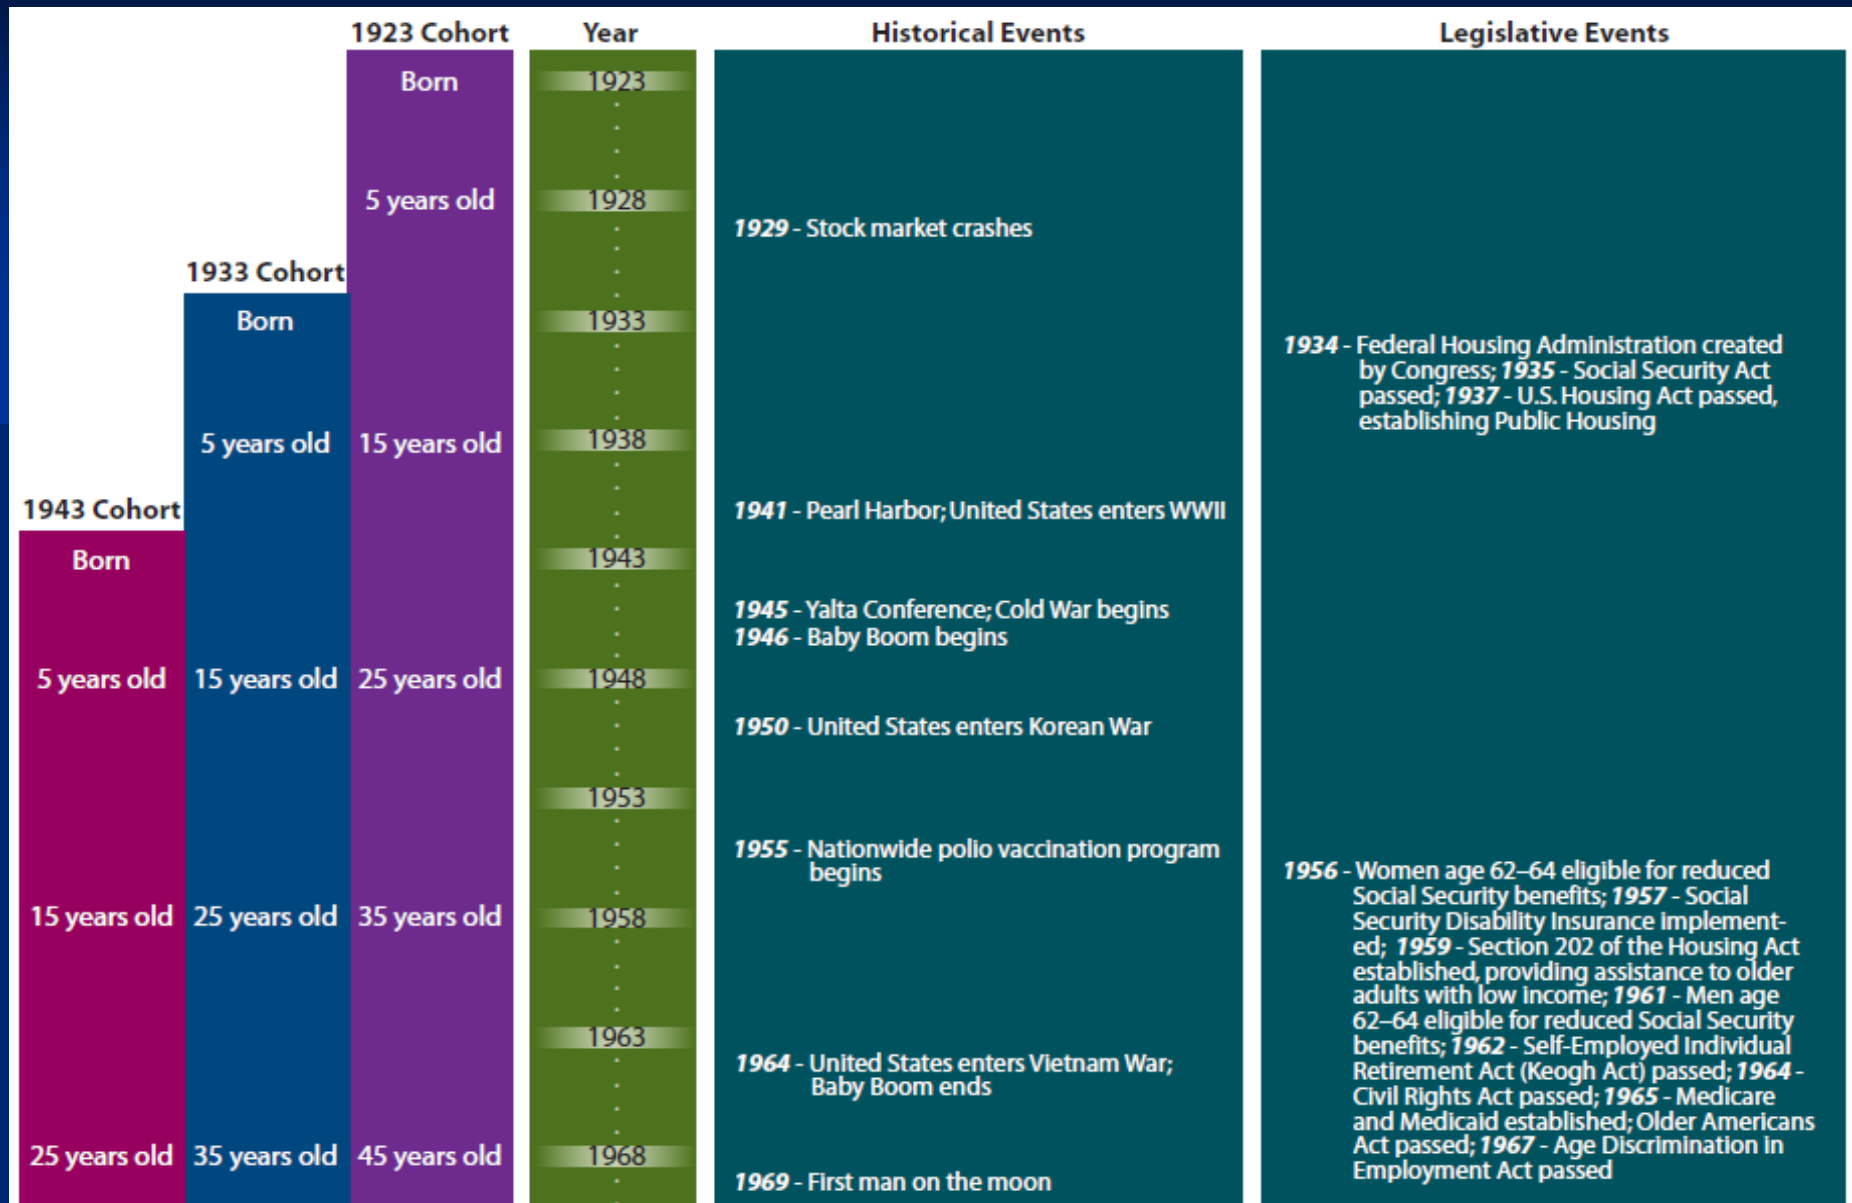 1923 Cohort Year Historical Events Legislative Events
Born 1923
5 years old 1928
1929 - Stock market crashes
1933 Cohort
Born 1933
1934 - Federal Housing Administration created
by Congress; 1935 - Social Security Act
passed; 1937 - U.S. Housing Act passed,
establishing Public Housing
5 years old 15 years old 1938
1943 Cohort
1941 - Pearl Harbor; United States enters WWII
Born 1943
1945 - Yalta Conference; Cold War begins
1946 - Baby Boom begins
5 years old 15 years old 25 years old 1948
1950 - United States enters Korean War
1953
1955 - Nationwide polio vaccination program
begins
1956 - Women age 62–64 eligible for reduced
Social Security benefits; 1957 - Social
Security Disability Insurance implement-
ed; 1959 - Section 202 of the Housing Act
established, providing assistance to older
adults with low income; 1961 - Men age
62–64 eligible for reduced Social Security
benefits; 1962 - Self-Employed Individual
Retirement Act (Keogh Act) passed; 1964 -
Civil Rights Act passed; 1965 - Medicare
and Medicaid established; Older Americans
Act passed; 1967 - Age Discrimination in
Employment Act passed
15 years old 25 years old 35 years old 1958
1963
1964 - United States enters Vietnam War;
Baby Boom ends
25 years old 35 years old 45 years old 1968
1969 - First man on the moon